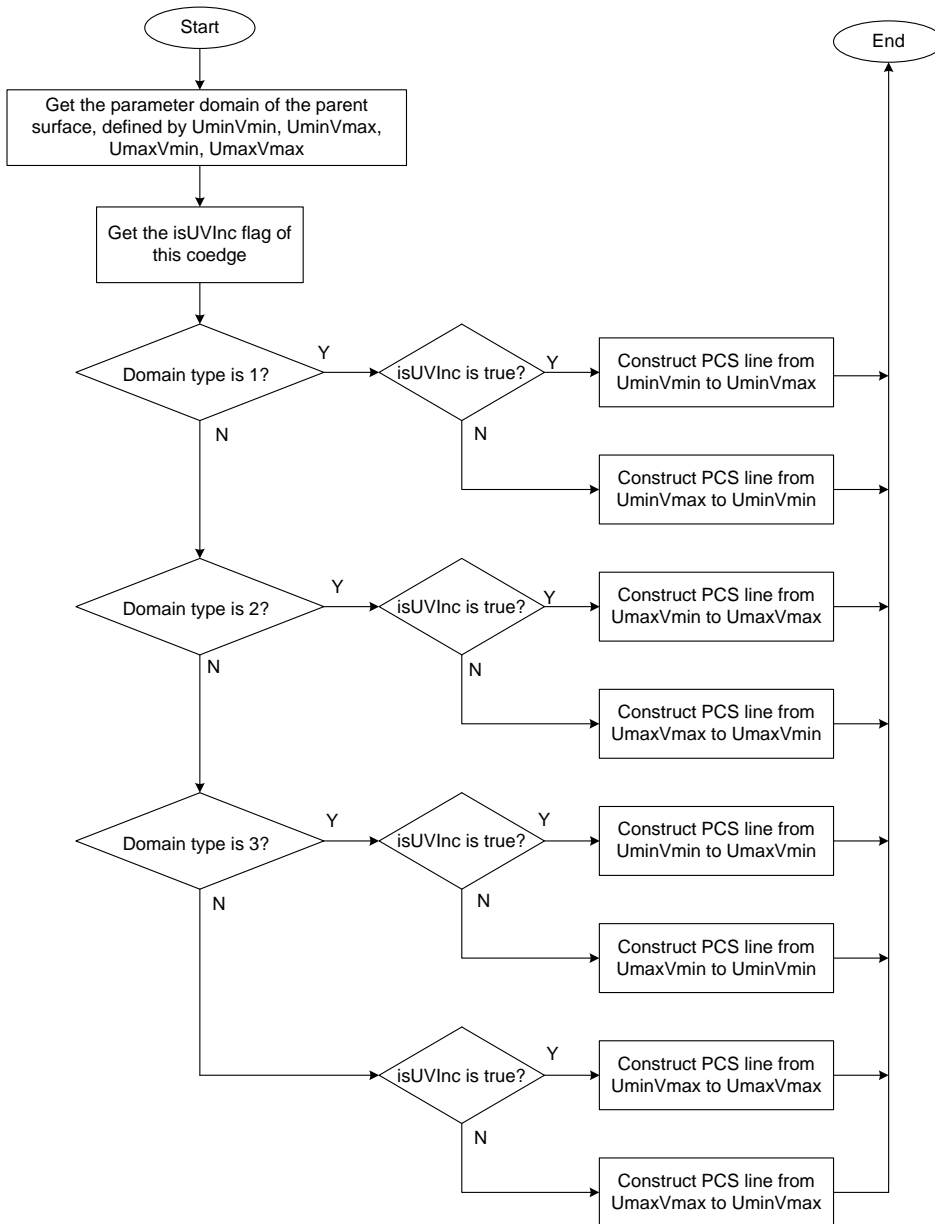 Start
End
Get the parameter domain of the parent
surface, defined by UminVmin, UminVmax,
UmaxVmin, UmaxVmax
Get the isUVInc flag of
this coedge
Domain type is 1?
Y
isUVInc is true?
Y
Construct PCS line from
UminVmin to UminVmax
N
N
Construct PCS line from
UminVmax to UminVmin
Domain type is 2?
Y
isUVInc is true?
Y
Construct PCS line from
UmaxVmin to UmaxVmax
N
N
Construct PCS line from
UmaxVmax to UmaxVmin
Domain type is 3?
Y
isUVInc is true?
Y
Construct PCS line from
UminVmin to UmaxVmin
N
N
Construct PCS line from
UmaxVmin to UminVmin
isUVInc is true?
Y
Construct PCS line from
UminVmax to UmaxVmax
N
Construct PCS line from
UmaxVmax to UminVmax